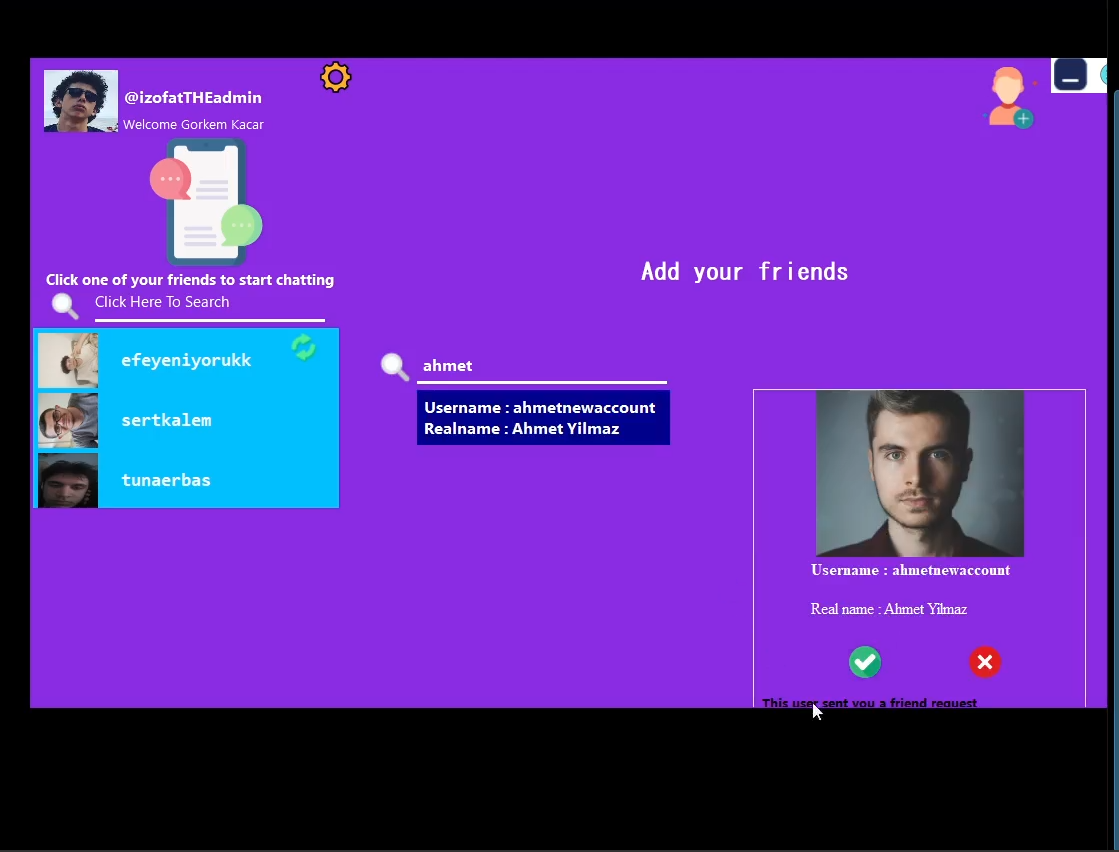 @izofatTHEadmin
Welcome Gorkem Kacar
Click one of your friends to start chatting
Click Here To Search
efeyeniyorukk
sertkalem
tunaerbas
Add your friends
ahmet
Username : ahmetnewaccount
Realname : Ahmet Yilmaz
Username : ahmetnewaccount
Real name : Ahmet Yilmaz
This user sent you a friend request